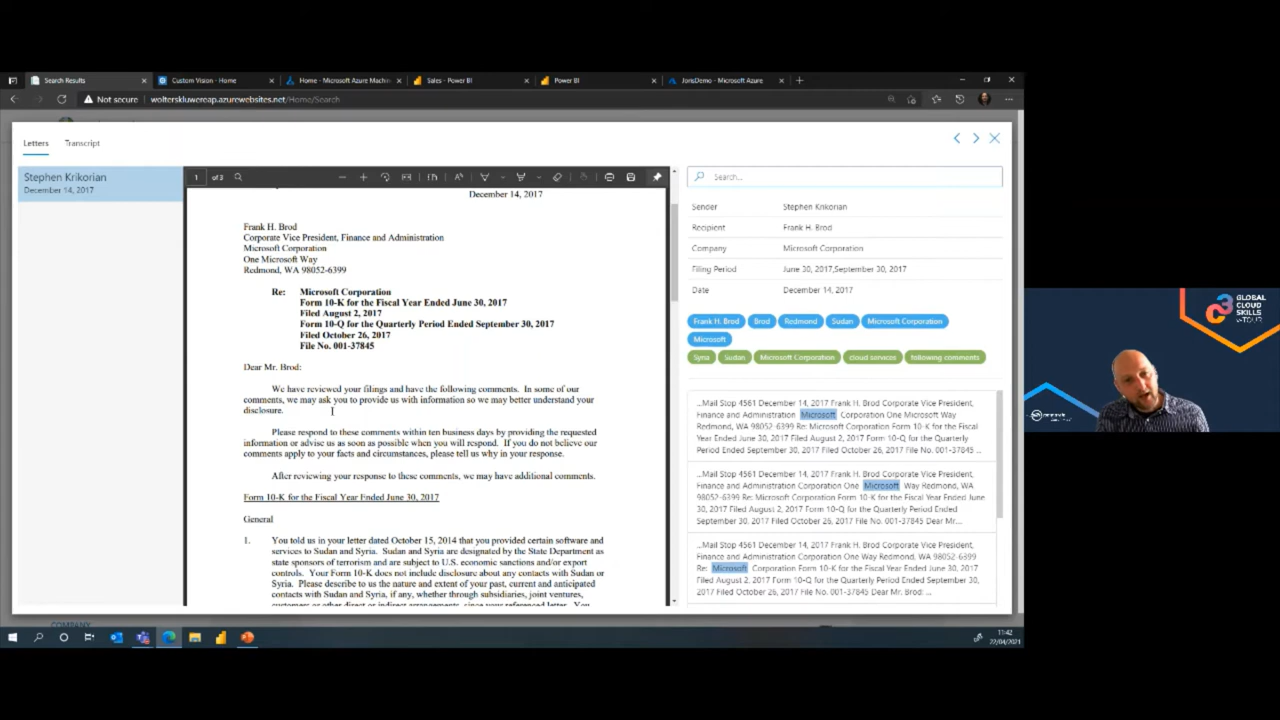 Search Results
Custom Vision - Home
Home - Microsoft Azure Machin
Sales - Power BI
Power BI
JorisDemo - Microsoft Azure
Not secure
wolterskluwereap.azurewebsites.net/Home/Search
Letters
Transcript
Stephen Krikorian
December 14, 2017
1 of 3
December 14, 2017
Frank H. Brod
Corporate Vice President, Finance and Administration
Microsoft Corporation
One Microsoft Way
Redmond, WA 98052-6399
Re: Microsoft Corporation
Form 10-K for the Fiscal Year Ended June 30, 2017
Filed August 2, 2017
Form 10-Q for the Quarterly Period Ended September 30, 2017
Filed October 26, 2017
File No. 001-37845
Dear Mr. Brod:
We have reviewed your filings and have the following comments. In some of our
comments, we may ask you to provide us with information so we may better understand your
disclosure.
Please respond to these comments within ten business days by providing the requested
information or advise us as soon as possible when you will respond. If you do not believe our
comments apply to your facts and circumstances, please tell us why in your response.
After reviewing your response to these comments, we may have additional comments.
Form 10-K for the Fiscal Year Ended June 30, 2017
General
1. You told us in your letter dated October 15, 2014 that you provided certain software and
services to Sudan and Syria. Sudan and Syria are designated by the State Department as
state sponsors of terrorism and are subject to U.S. economic sanctions and/or export
controls. Your Form 10-K does not include disclosure about any contacts with Sudan or
Syria. Please describe to us the nature and extent of your past, current and anticipated
contacts with Sudan and Syria, if any, whether through subsidiaries, joint ventures,
customers or other direct or indirect arrangements, since your referenced letter. You
Search...
Sender Stephen Krikorian
Recipient Frank H. Brod
Company Microsoft Corporation
Filing Period June 30, 2017,September 30, 2017
Date December 14, 2017
Frank H. Brod Brod Redmond Sudan Microsoft Corporation
Microsoft
Syria Sudan Microsoft Corporation cloud services following comments
...Mail Stop 4561 December 14, 2017 Frank H. Brod Corporate Vice President,
Finance and Administration Microsoft Corporation One Microsoft Way
Redmond, WA 98052-6399 Re: Microsoft Corporation Form 10-K for the Fiscal
Year Ended June 30, 2017 Filed August 2, 2017 Form 10-Q for the Quarterly
Period Ended September 30, 2017 Filed October 26, 2017 File No. 001-37845 ...
...Mail Stop 4561 December 14, 2017 Frank H. Brod Corporate Vice President,
Finance and Administration Corporation One Microsoft Way Redmond, WA
98052-6399 Re: Microsoft Corporation Form 10-K for the Fiscal Year Ended June
30, 2017 Filed August 2, 2017 Form 10-Q for the Quarterly Period Ended
September 30, 2017 Filed October 26, 2017 File No. 001-37845 Dear Mr....
...Mail Stop 4561 December 14, 2017 Frank H. Brod Corporate Vice President,
Finance and Administration Corporation One Way Redmond, WA 98052-6399
Re: Microsoft Corporation Form 10-K for the Fiscal Year Ended June 30, 2017
Filed August 2, 2017 Form 10-Q for the Quarterly Period Ended September 30,
2017 Filed October 26, 2017 File No. 001-37845 Dear Mr. Brod: ...
COMPANY
11:42
22/04/2021
GLOBAL
CLOUD
SKILLS
TOUR